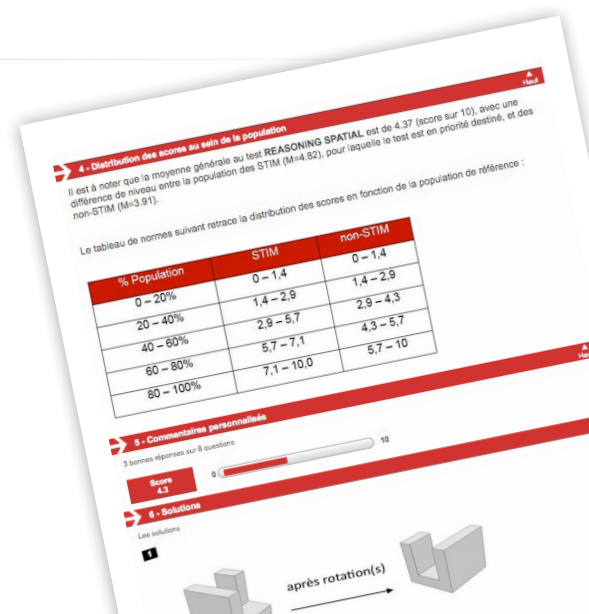 Haut
4 - Distribution des scores au sein de la population
Il est à noter que la moyenne générale au test REASONING SPATIAL est de 4.37 (score sur 10), avec une
différence de niveau entre la population des STIM (M=4.82), pour laquelle le test est en priorité destiné, et des
non-STIM (M=3.91).
Le tableau de normes suivant retrace la distribution des scores en fonction de la population de référence :
% Population STIM non-STIM
0 – 20% 0 – 1,4 0 – 1,4
20 – 40% 1,4 – 2,9 1,4 – 2,9
40 – 60% 2,9 – 5,7 2,9 – 4,3
60 – 80% 5,7 – 7,1 4,3 – 5,7
80 – 100% 7,1 – 10,0 5,7 – 10
5 - Commentaires personnalisés
3 bonnes réponses sur 8 questions
Score 0 10
4.3
6 - Solutions
Les solutions
1
après rotation(s)